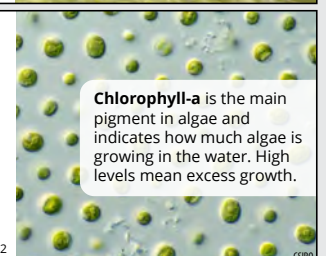 Chlorophyll-a is the main
pigment in algae and
indicates how much algae is
growing in the water. High
levels mean excess growth.
2
CSIRO